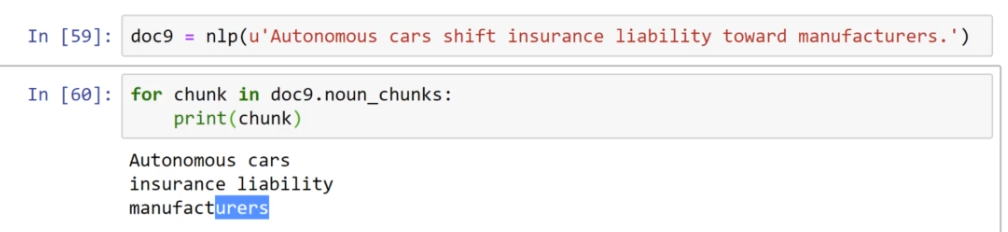 In [59]: doc9 = nlp(u'Autonomous cars shift insurance liability toward manufacturers.')
In [60]: for chunk in doc9.noun_chunks:
    print(chunk)
Autonomous cars
insurance liability
manufacturers